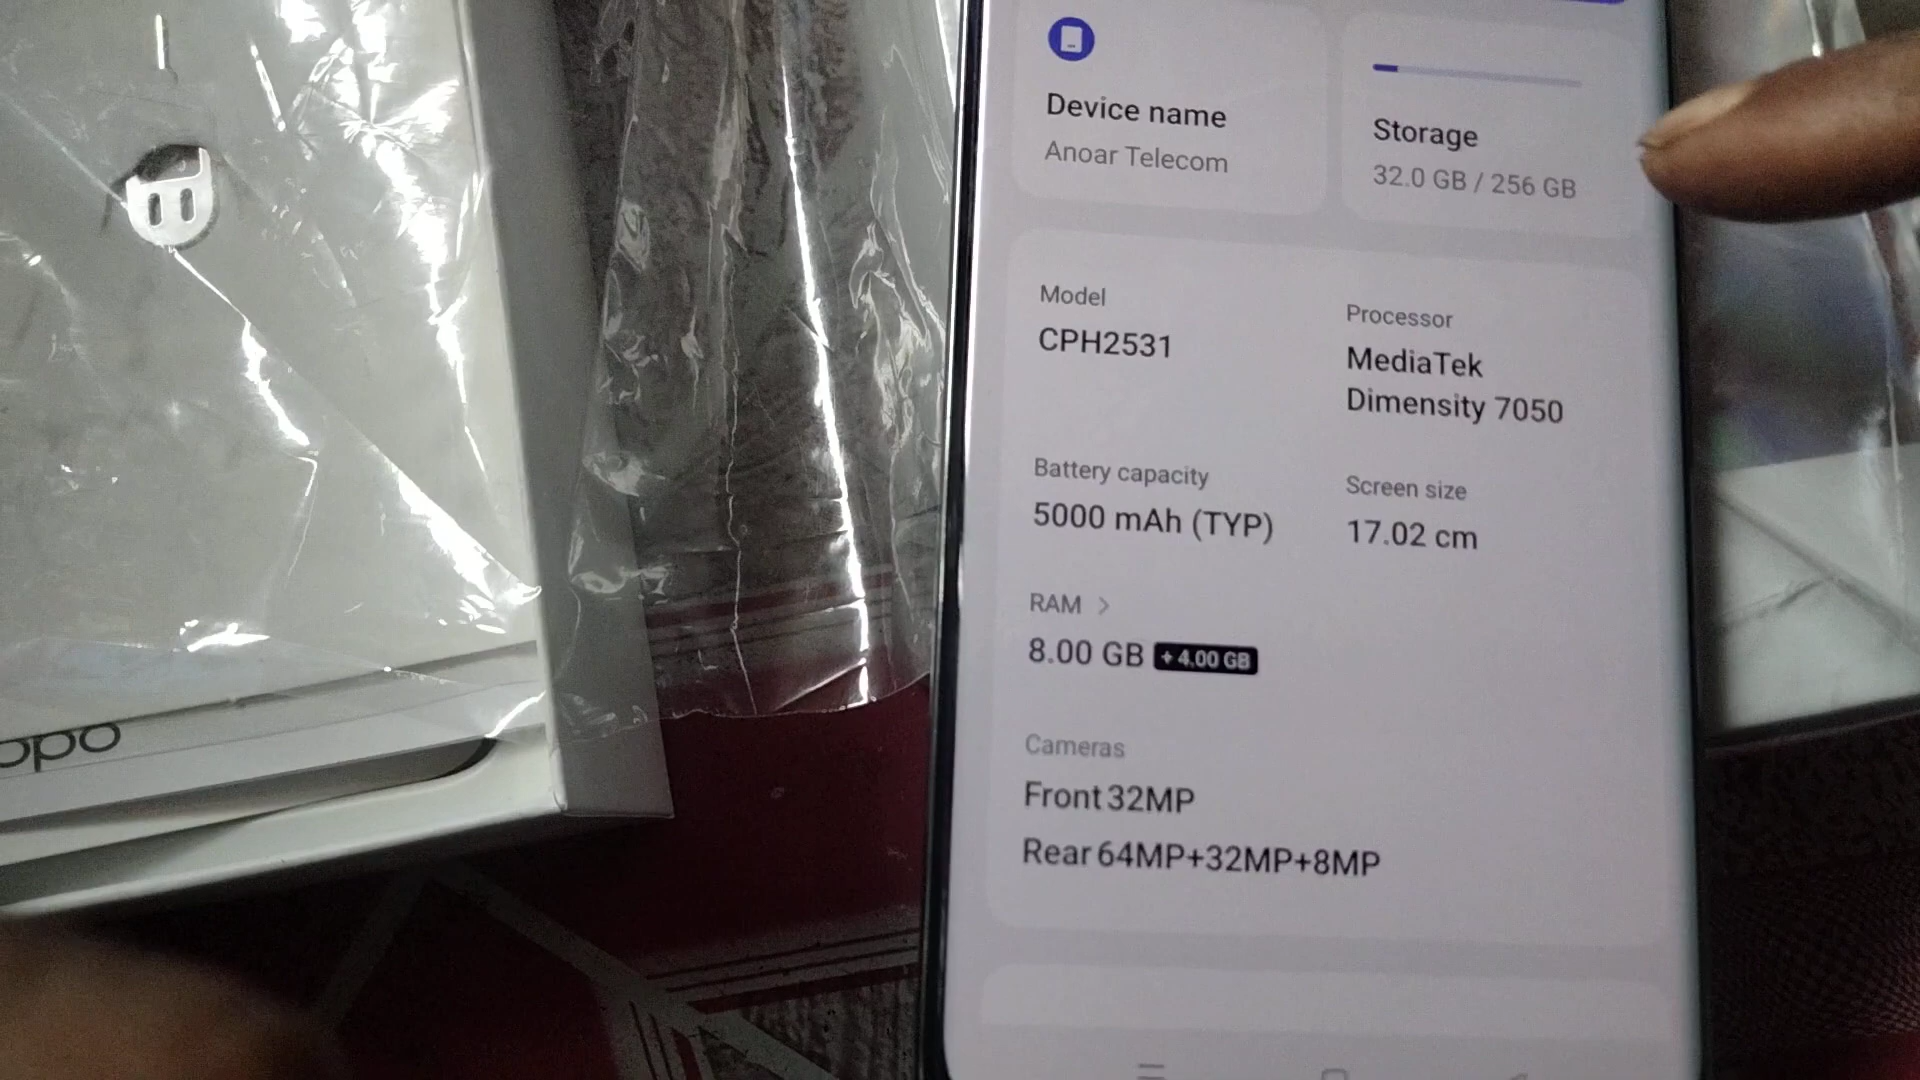 Device name
Anoar Telecom
Storage
32.0 GB / 256 GB
Model
CPH2531
Processor
MediaTek
Dimensity 7050
Battery capacity
5000 mAh (TYP)
Screen size
17.02 cm
RAM >
8.00 GB +4.00 GB
Cameras
Front 32MP
Rear 64MP+32MP+8MP
oppo